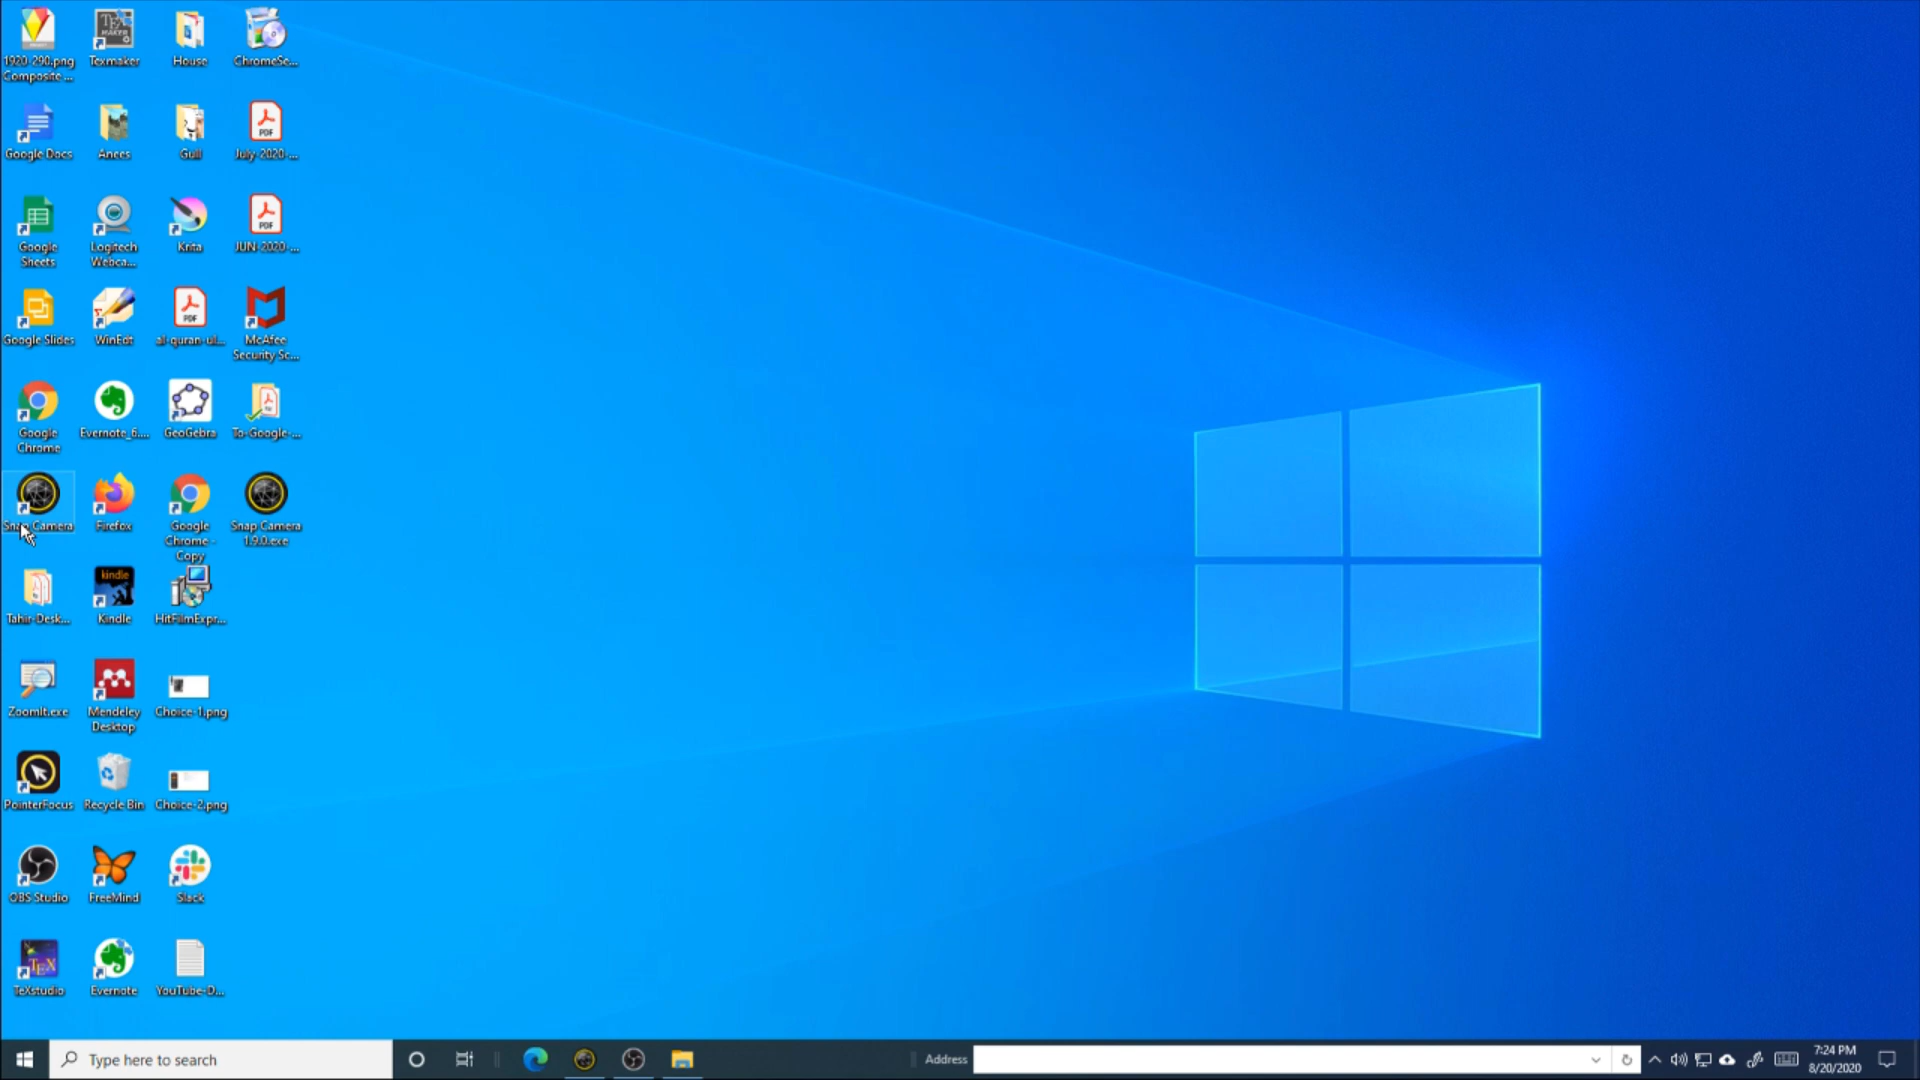 1920-290.png
Composite ...
Texmaker
House
ChromeSe...
Google Docs
Anees
Gull
July-2020-...
Google
Sheets
Logitech
Webca...
Krita
JUN-2020-...
Google Slides
WinEdt
al-quran-ul...
McAfee
Security Sc...
Google
Chrome
Evernote_6....
GeoGebra
To-Google-...
Snap Camera
Firefox
Google
Chrome -
Copy
Snap Camera
1.9.0.exe
Tahir-Desk...
kindle
Kindle
HitFilmExpr...
ZoomIt.exe
Mendeley
Desktop
Choice-1.png
PointerFocus
Recycle Bin
Choice-2.png
OBS Studio
FreeMind
Slack
TeXstudio
Evernote
YouTube-D...
Type here to search
Address
7:24 PM
8/20/2020